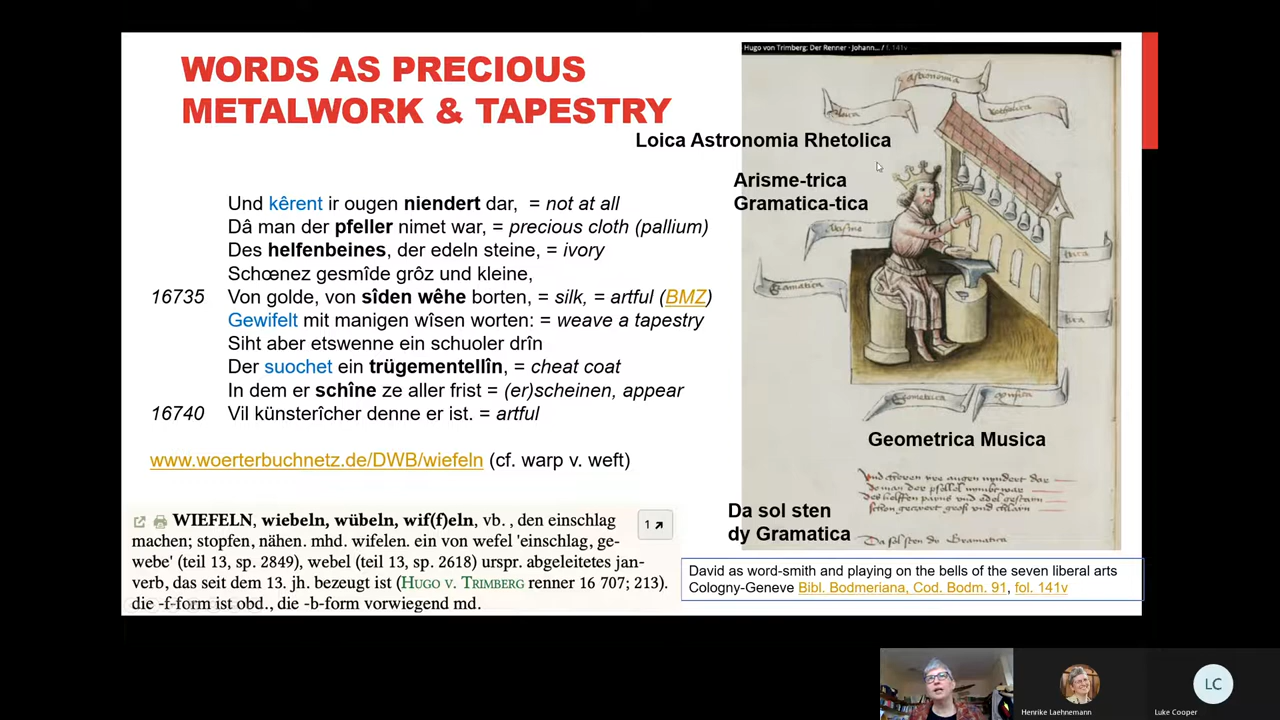 WORDS AS PRECIOUS
METALWORK & TAPESTRY
Und kêrent ir ougen niendert dar, = not at all
Dâ man der pfeller nimet war, = precious cloth (pallium)
Des helfenbeines, der edeln steine, = ivory
Schœnez gesmîde grôz und kleine,
16735 Von golde, von sîden wêhe borten, = silk, = artful (BMZ)
Gewifelt mit manigen wîsen worten: = weave a tapestry
Siht aber etswenne ein schuoler drîn
Der suochet ein trügementellîn, = cheat coat
In dem er schîne ze aller frist = (er)scheinen, appear
16740 Vil künsterîcher denne er ist. = artful
www.woerterbuchnetz.de/DWB/wiefeln (cf. warp v. weft)
WIEFELN, wiebeln, wübeln, wif(f)eln, vb. , den einschlag
machen; stopfen, nähen. mhd. wifelen. ein von wefel 'einschlag, ge-
webe' (teil 13, sp. 2849), webel (teil 13, sp. 2618) urspr. abgeleitetes jan-
verb, das seit dem 13. jh. bezeugt ist (HUGO V. TRIMBERG renner 16 707; 213).
die -f-form ist obd., die -b-form vorwiegend md.
1
Hugo von Trimberg: Der Renner · Johann... / f. 141v
Astronomia
Loica Astronomia Rhetolica
Arisme-trica
Gramatica-tica
Gramatica
Geometrica Musica
Da sol sten
dy Gramatica
Da sol sten dy Gramatica
David as word-smith and playing on the bells of the seven liberal arts
Cologny-Geneve Bibl. Bodmeriana, Cod. Bodm. 91, fol. 141v
LC
Henrike Laehnemann
Luke Cooper